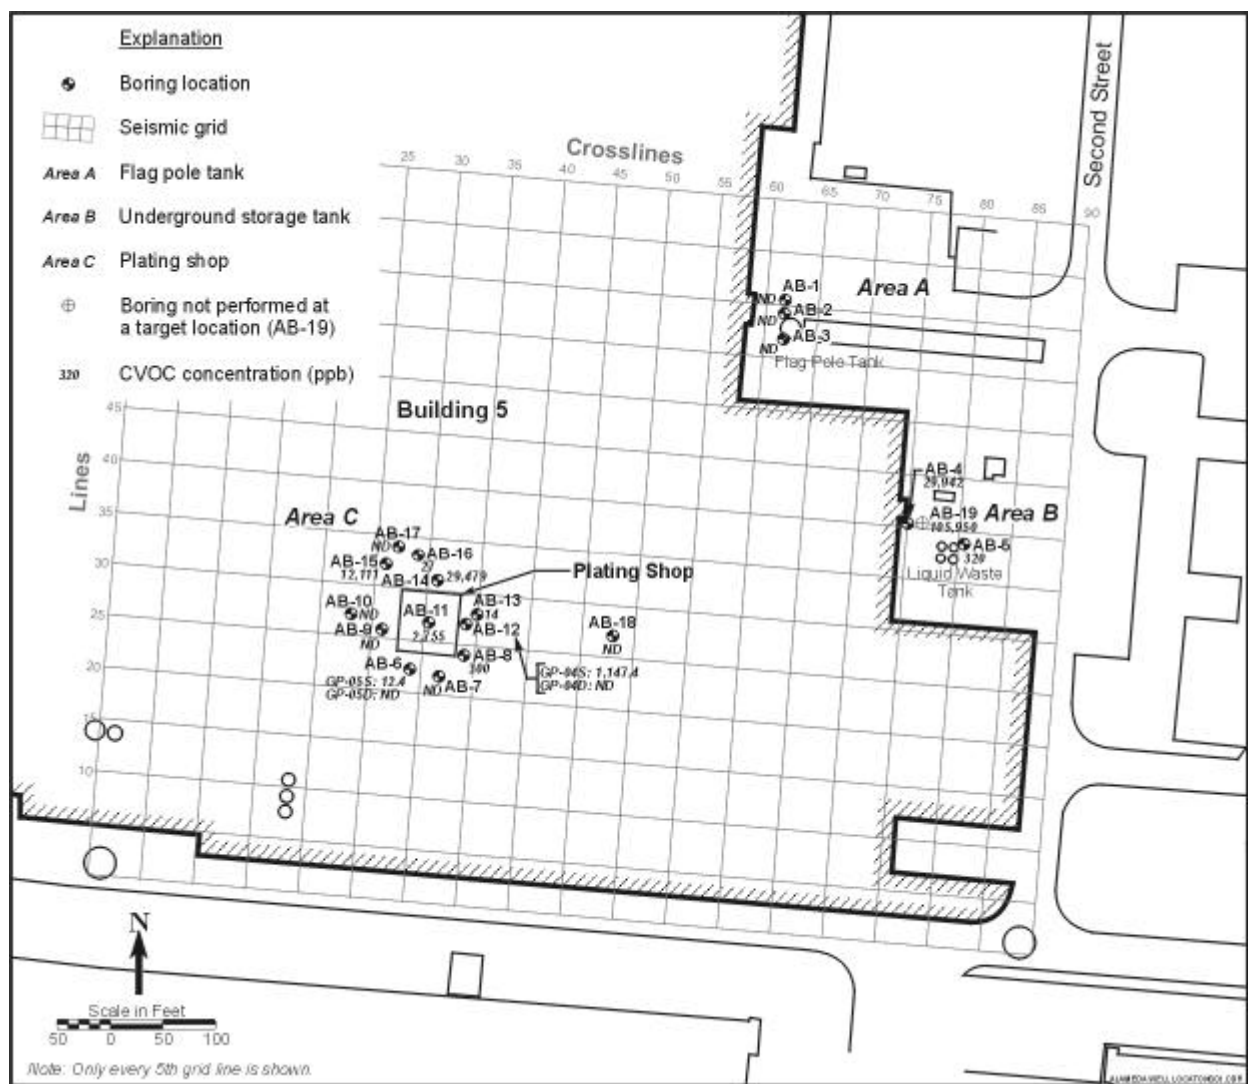 Explanation
Boring location
Seismic grid
Area A Flag pole tank
Area B Underground storage tank
Area C Plating shop
Boring not performed at
a target location (AB-19)
320 CVOC concentration (ppb)
Crosslines
25 30 35 40 45 50 55 60 65 70 75 80 85 90
Second Street
Lines
45
40
35
30
25
20
15
10
Building 5
Area A
AB-1
ND
AB-2
ND
AB-3
ND
Flag Pole Tank
AB-4
29,942
AB-19
105,950
Area B
AB-5
320
Liquid Waste
Tank
Area C
AB-17
ND
AB-16
27
AB-15
12,111
AB-14
29,479
Plating Shop
AB-10
ND
AB-11
2,755
AB-13
14
AB-12
AB-9
ND
AB-18
ND
AB-6
AB-8
300
GP-05S: 12.4
GP-05D: ND
ND
AB-7
GP-04S: 1,147.4
GP-04D: ND
N
Scale in Feet
50 0 50 100
Note: Only every 5th grid line is shown.